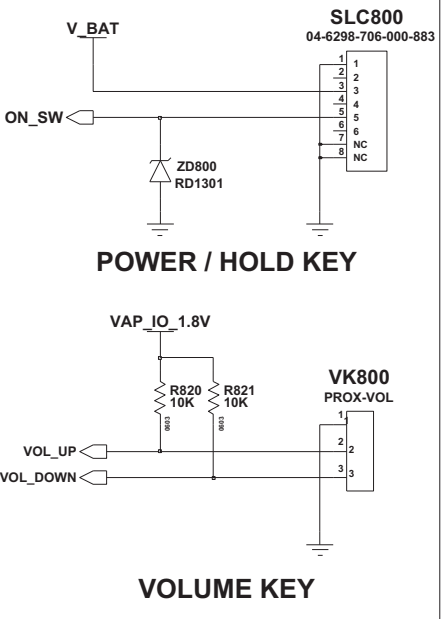 SLC800
04-6298-706-000-883
V_BAT
1 1
2 2
3 3
4 4
ON_SW 5 5
6 6
7 NC
8 NC
ZD800
RD1301
POWER / HOLD KEY
VAP_IO_1.8V
R820 R821
10K 10K
0603 0603
VK800
PROX-VOL
1 1
VOL_UP 2 2
VOL_DOWN 3 3
VOLUME KEY